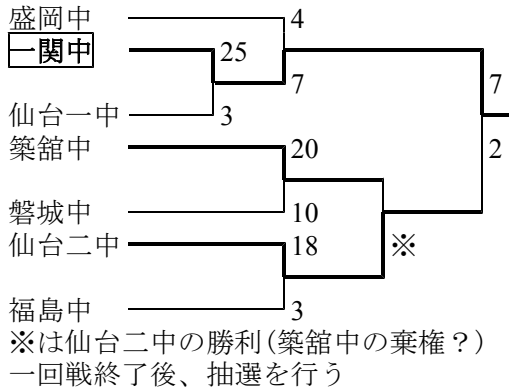 盛岡中 4
一関中 25
7 7
仙台一中 3
築舘中 20 2
磐城中 10
仙台二中 18 ※
福島中 3
※は仙台二中の勝利(築舘中の棄権？)
一回戦終了後、抽選を行う